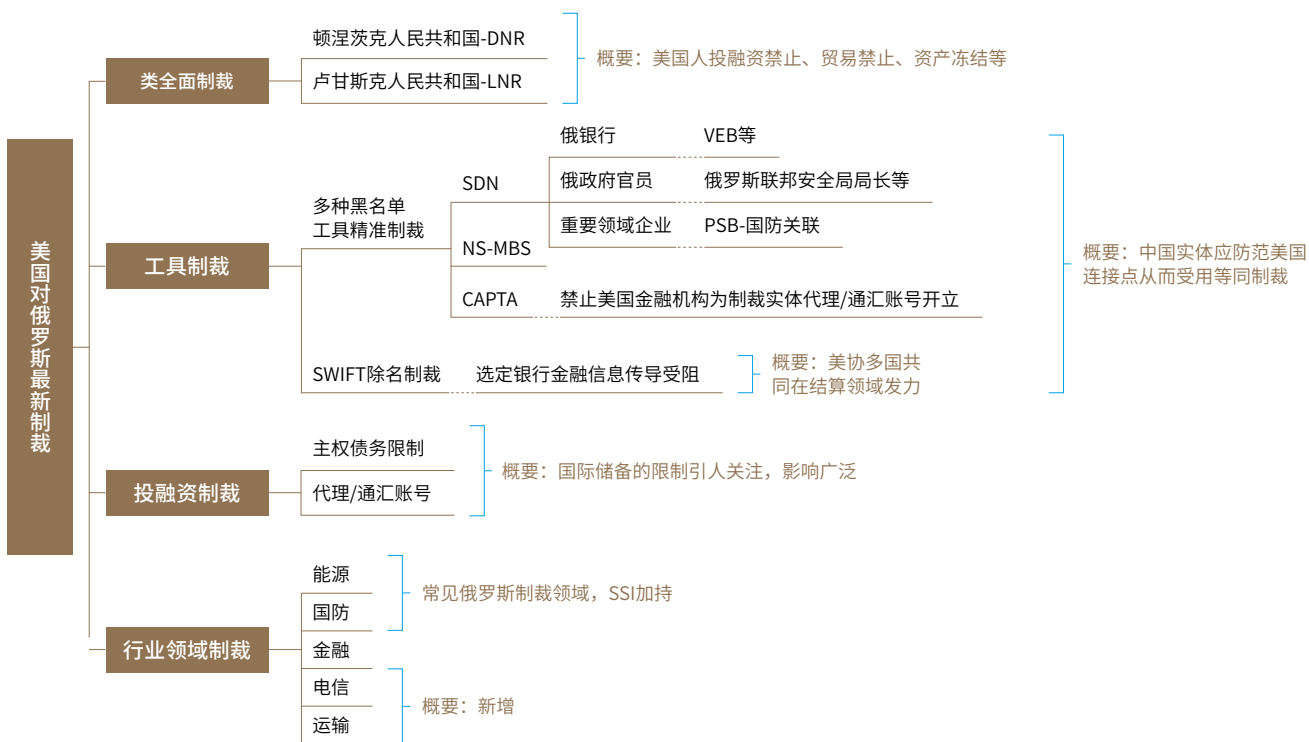 美国对俄罗斯最新制裁
类全面制裁
顿涅茨克人民共和国-DNR
卢甘斯克人民共和国-LNR
概要：美国人投融资禁止、贸易禁止、资产冻结等
工具制裁
多种黑名单
工具精准制裁
SDN
俄银行
VEB等
俄政府官员
俄罗斯联邦安全局局长等
重要领域企业
PSB-国防关联
NS-MBS
CAPTA
禁止美国金融机构为制裁实体代理/通汇账号开立
SWIFT除名制裁
选定银行金融信息传导受阻
概要：美协多国共
同在结算领域发力
概要：中国实体应防范美国
连接点从而受用等同制裁
投融资制裁
主权债务限制
代理/通汇账号
概要：国际储备的限制引人关注，影响广泛
行业领域制裁
能源
国防
金融
电信
运输
常见俄罗斯制裁领域，SSI加持
概要：新增